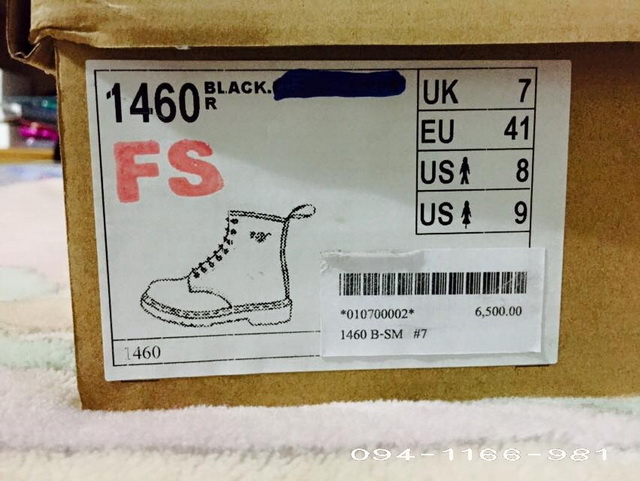 1460 BLACK.
R
FS
UK 7
EU 41
US 8
US 9
*010700002* 6,500.00
1460 B-SM #7
1460
094-1166-981